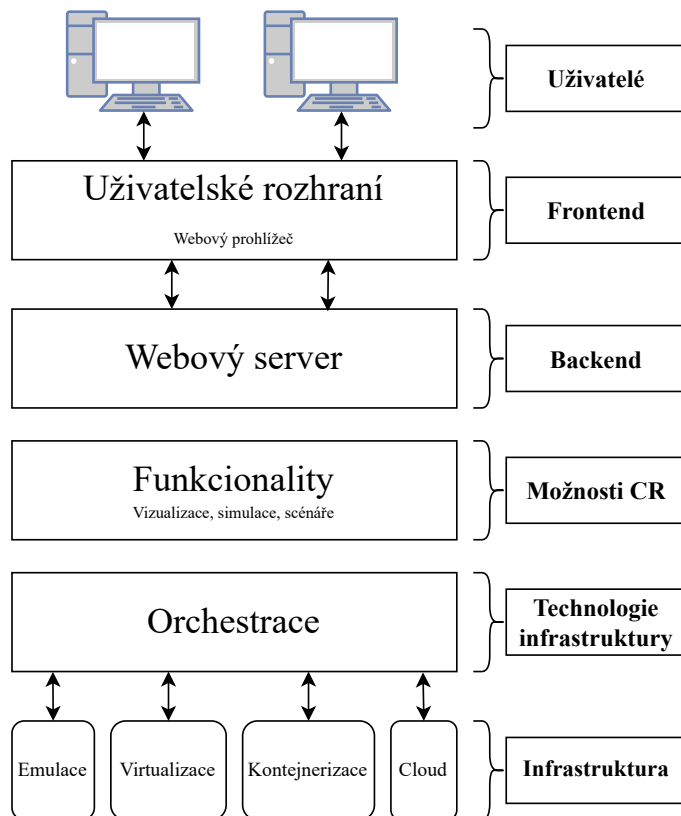 Uživatelé
Uživatelské rozhraní
Webový prohlížeč
Frontend
Webový server
Backend
Funkcionality
Vizualizace, simulace, scénáře
Možnosti CR
Orchestrace
Technologie
infrastruktury
Emulace
Virtualizace
Kontejnerizace
Cloud
Infrastruktura